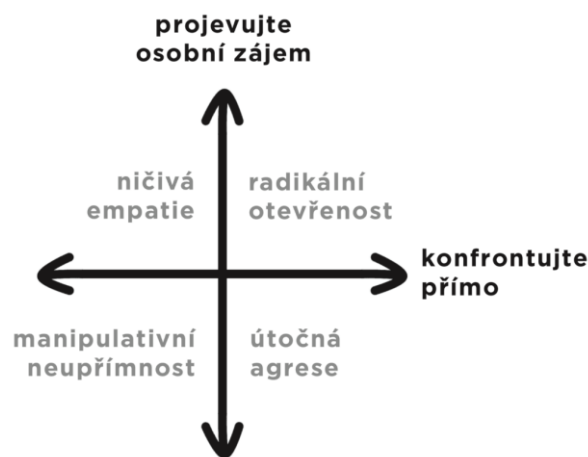 projevujte
osobní zájem
ničivá
empatie
radikální
otevřenost
konfrontujte
přímo
manipulativní
neupřímnost
útočná
agrese